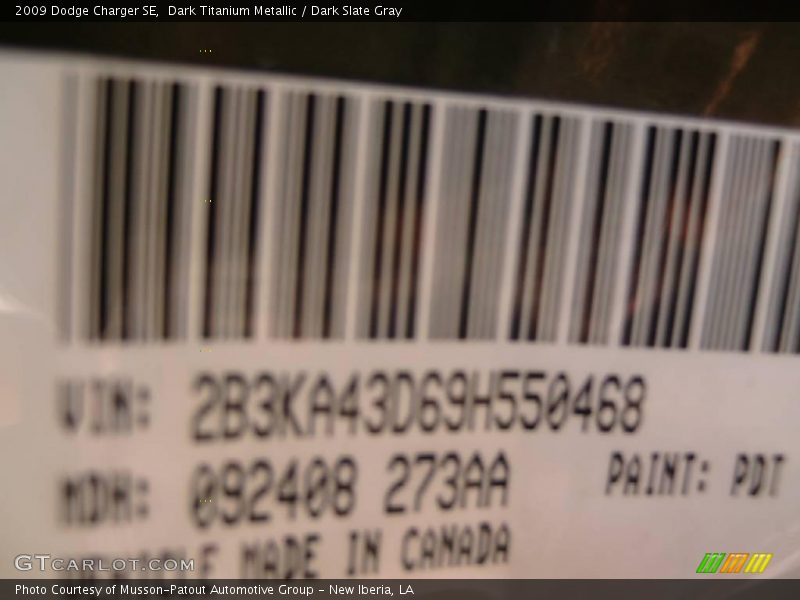 2009 Dodge Charger SE,  Dark Titanium Metallic / Dark Slate Gray
VIN: 2B3KA43D69H550468
MDH: 092408 273AA PAINT: PDT
MADE IN CANADA
GTCARLOT.COM
Photo Courtesy of Musson-Patout Automotive Group - New Iberia, LA